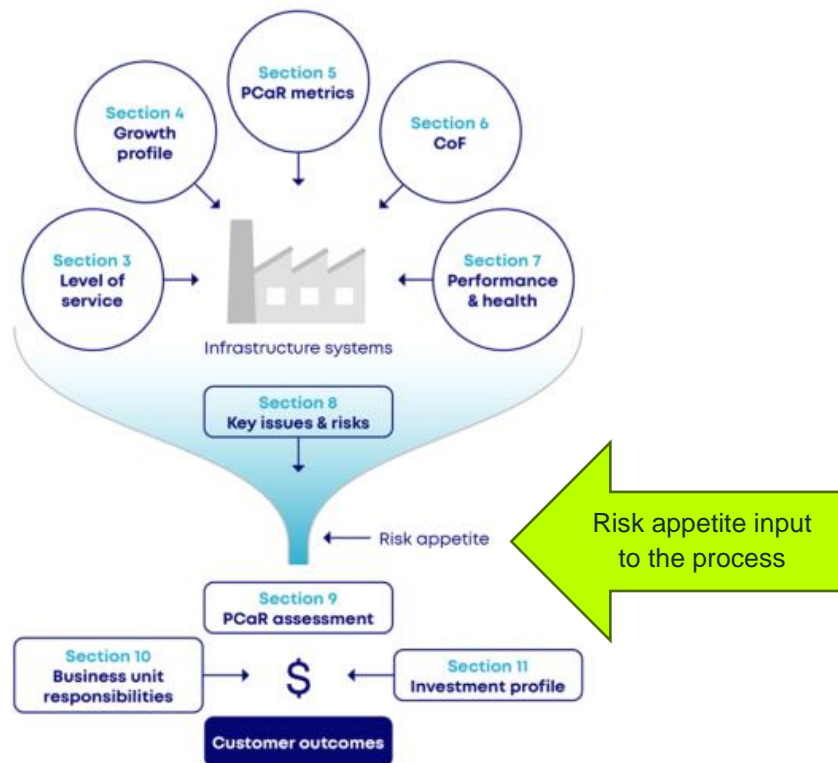 Section 5
PCaR metrics
Section 4
Growth
profile
Section 6
CoF
Section 3
Level of
service
Section 7
Performance
& health
Infrastructure systems
Section 8
Key issues & risks
Risk appetite
Risk appetite input
to the process
Section 9
PCaR assessment
Section 10
Business unit
responsibilities
$
Section 11
Investment profile
Customer outcomes